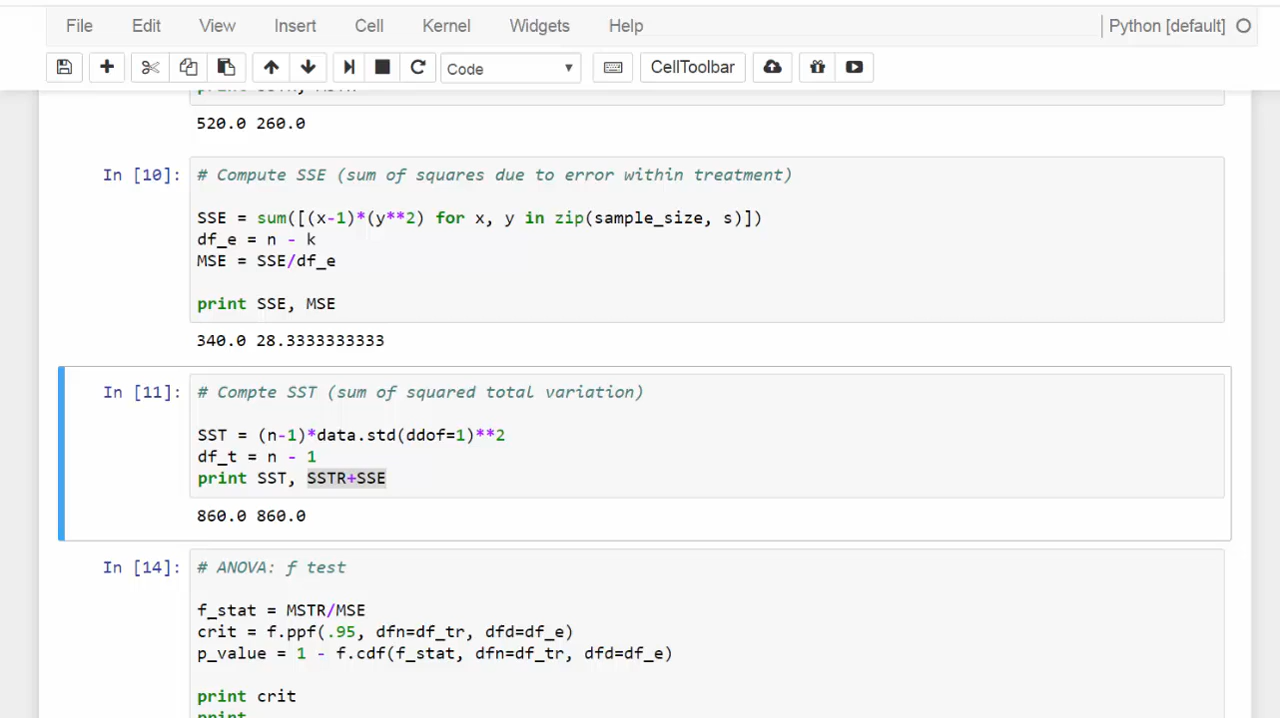 File Edit View Insert Cell Kernel Widgets Help Python [default]
Code CellToolbar
520.0 260.0
In [10]: # Compute SSE (sum of squares due to error within treatment)
SSE = sum([(x-1)*(y**2) for x, y in zip(sample_size, s)])
df_e = n - k
MSE = SSE/df_e
print SSE, MSE
340.0 28.3333333333
In [11]: # Compte SST (sum of squared total variation)
SST = (n-1)*data.std(ddof=1)**2
df_t = n - 1
print SST, SSTR+SSE
860.0 860.0
In [14]: # ANOVA: f test
f_stat = MSTR/MSE
crit = f.ppf(.95, dfn=df_tr, dfd=df_e)
p_value = 1 - f.cdf(f_stat, dfn=df_tr, dfd=df_e)
print crit
print